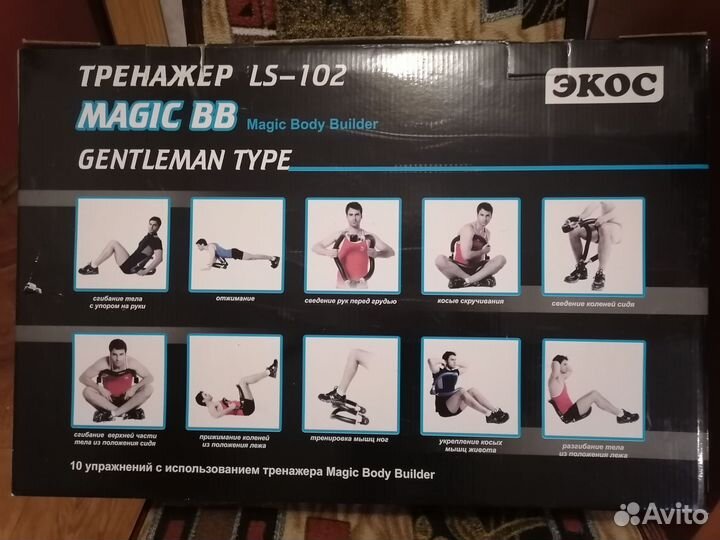 ТРЕНАЖЕР LS-102
ЭКОС
MAGIC BB Magic Body Builder
GENTLEMAN TYPE
сгибание тела
с упором на руки
отжимание
сведение рук перед грудью
косые скручивания
сведение коленей сидя
сгибание верхней части
тела из положения сидя
прижимание коленей
из положения лежа
тренировка мышц ног
укрепление косых
мышц живота
разгибание тела
из положения лежа
10 упражнений с использованием тренажера Magic Body Builder
Avito